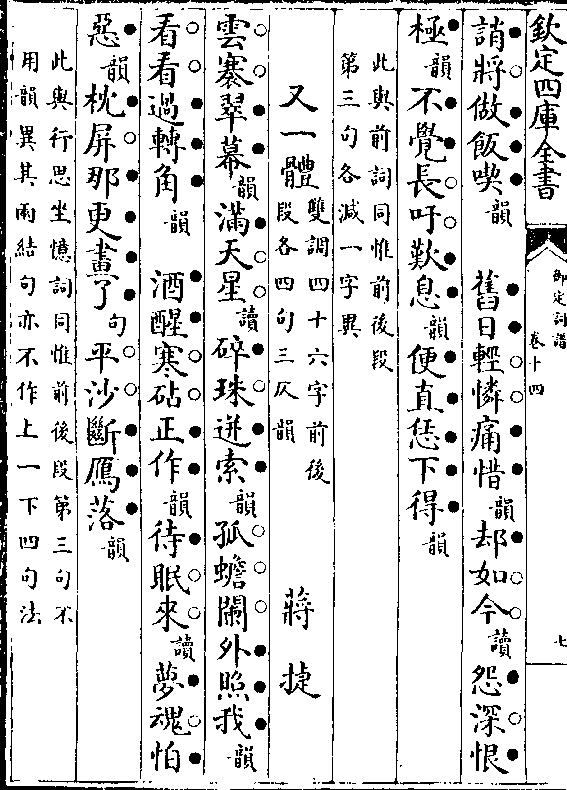 欽定四庫全書
御定詞譜
卷十四
七
誚將做飯喫韻　舊日輕憐痛惜韻却如今讀怨深恨
極韻不覺長吁歎息韻便直恁下得韻
此與前詞同惟前後段
第三句各減一字異
又一體
雙調四十六字前後
段各四句三仄韻
蔣捷
雲褰翠幕韻滿天星讀碎珠迸索韻孤蟾闌外照我韻
看看過轉角韻　酒醒寒砧正作韻待眠來讀夢魂怕
惡韻枕屏那更畫了句平沙斷鴈落韻
此與行思坐憶詞同惟前後段第三句不
用韻異其兩結句亦不作上一下四句法